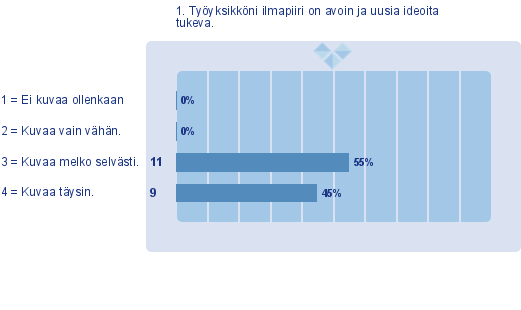 1. Työyksikköni ilmapiiri on avoin ja uusia ideoita
tukeva.
1 = Ei kuvaa ollenkaan 0%
2 = Kuvaa vain vähän. 0%
3 = Kuvaa melko selvästi. 11 55%
4 = Kuvaa täysin. 9 45%